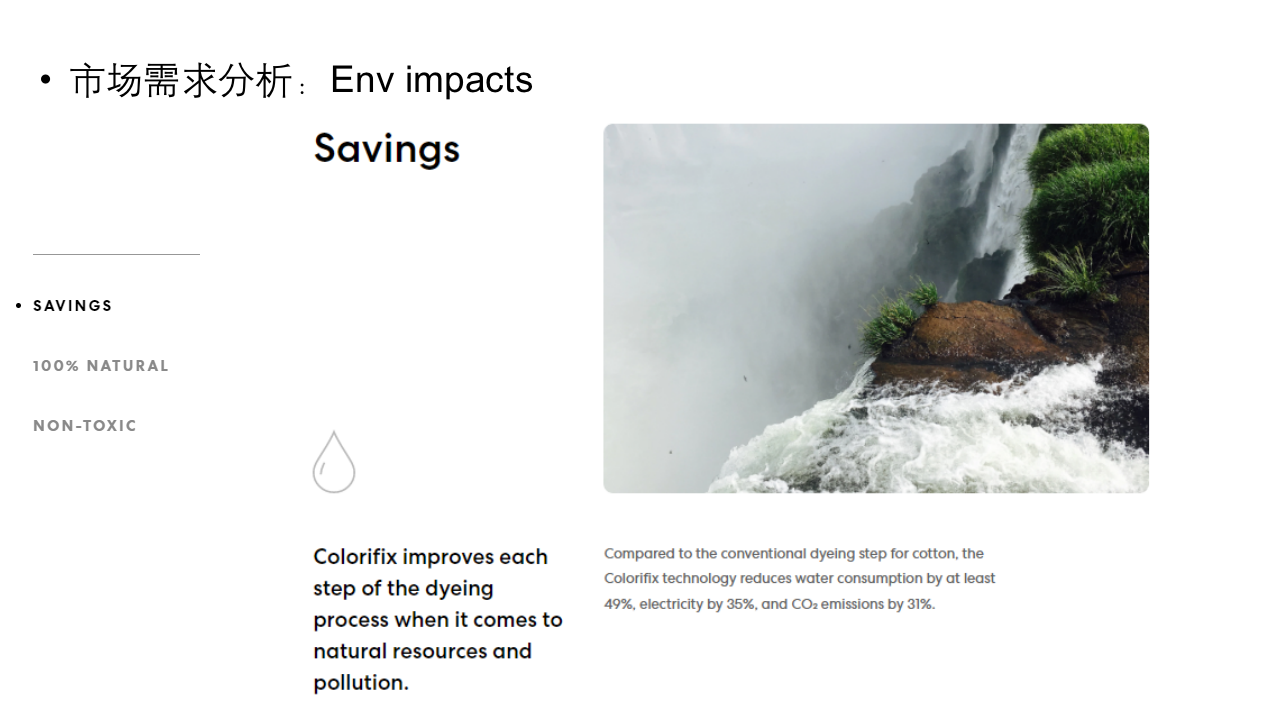 • 市场需求分析：Env impacts
Savings
• SAVINGS
100% NATURAL
NON-TOXIC
Colorifix improves each
step of the dyeing
process when it comes to
natural resources and
pollution.
Compared to the conventional dyeing step for cotton, the
Colorifix technology reduces water consumption by at least
49%, electricity by 35%, and CO₂ emissions by 31%.